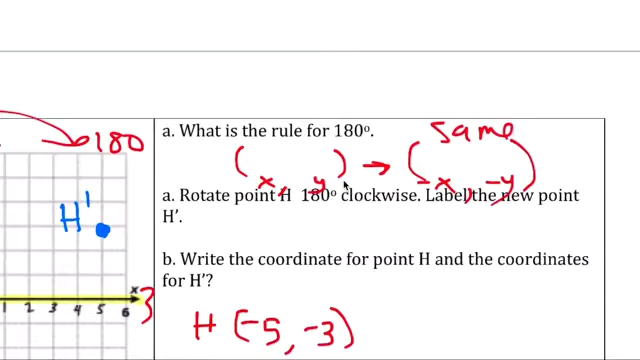 180
a. What is the rule for 180°.
same
(x, y) → (-x, -y)
a. Rotate point H 180° clockwise. Label the new point
H'.
H'
b. Write the coordinate for point H and the coordinates
for H'?
x
1 2 3 4 5 6
3
H (-5, -3)